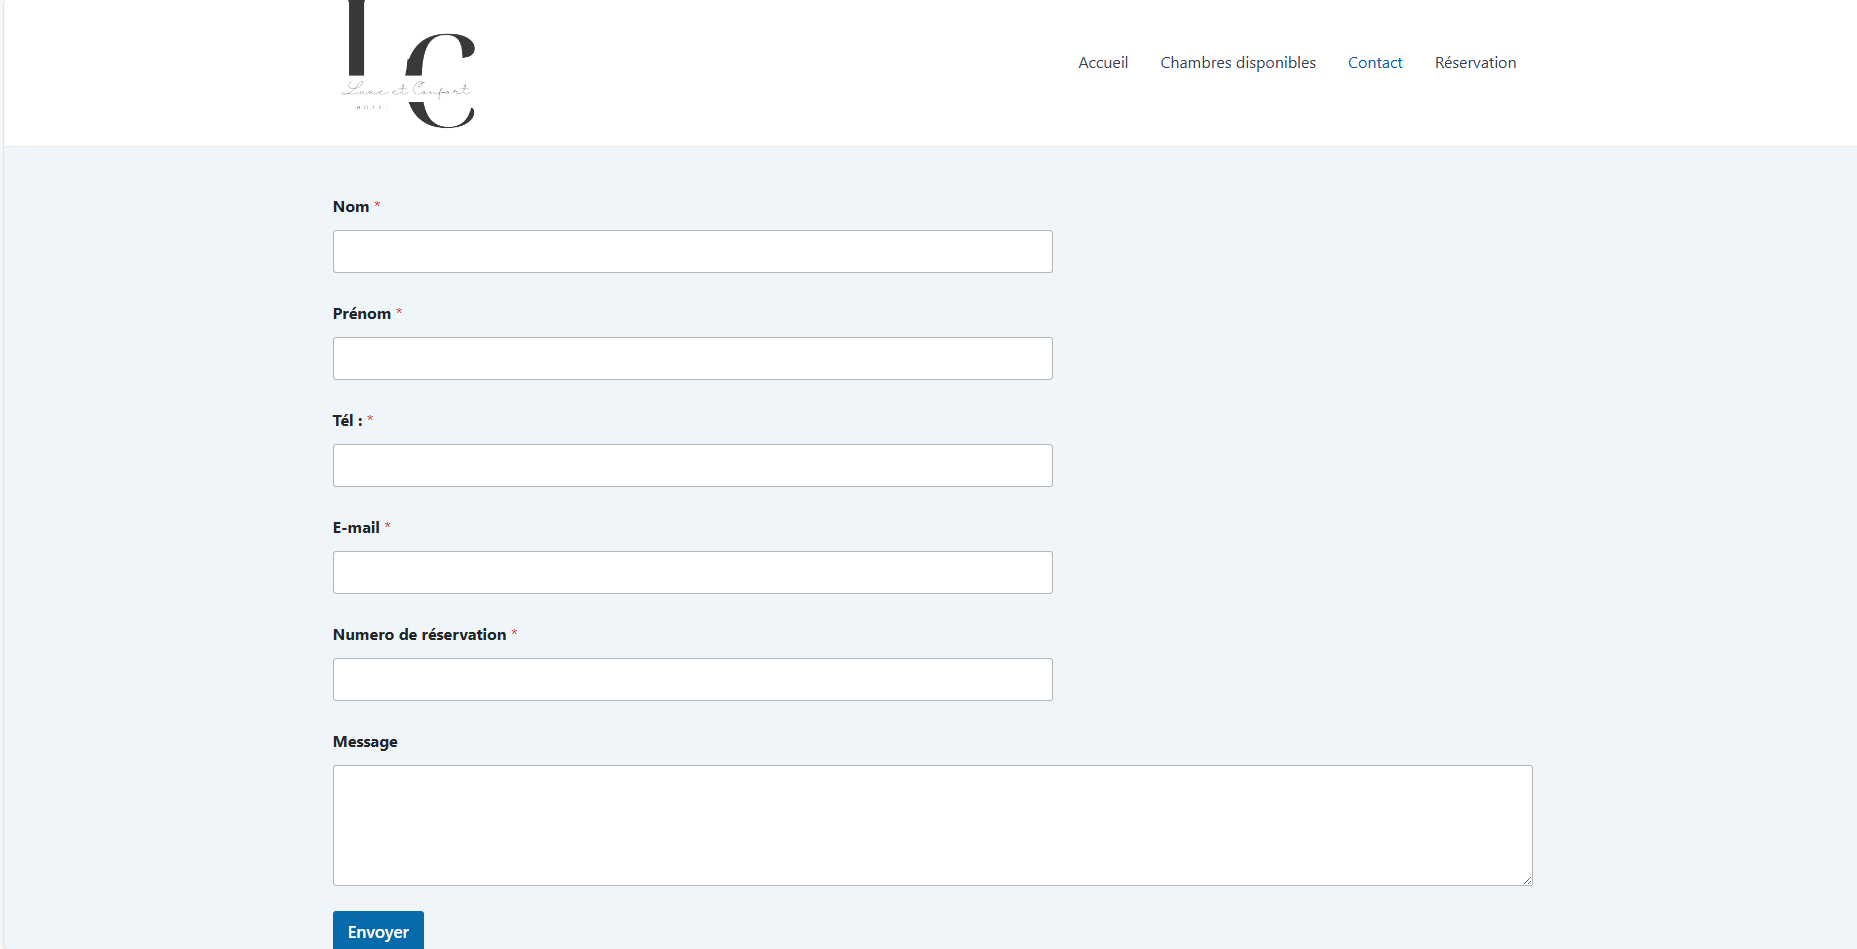 LC
Luxe et Confort
HOTEL
Accueil Chambres disponibles Contact Réservation
Nom *
Prénom *
Tél : *
E-mail *
Numero de réservation *
Message
Envoyer